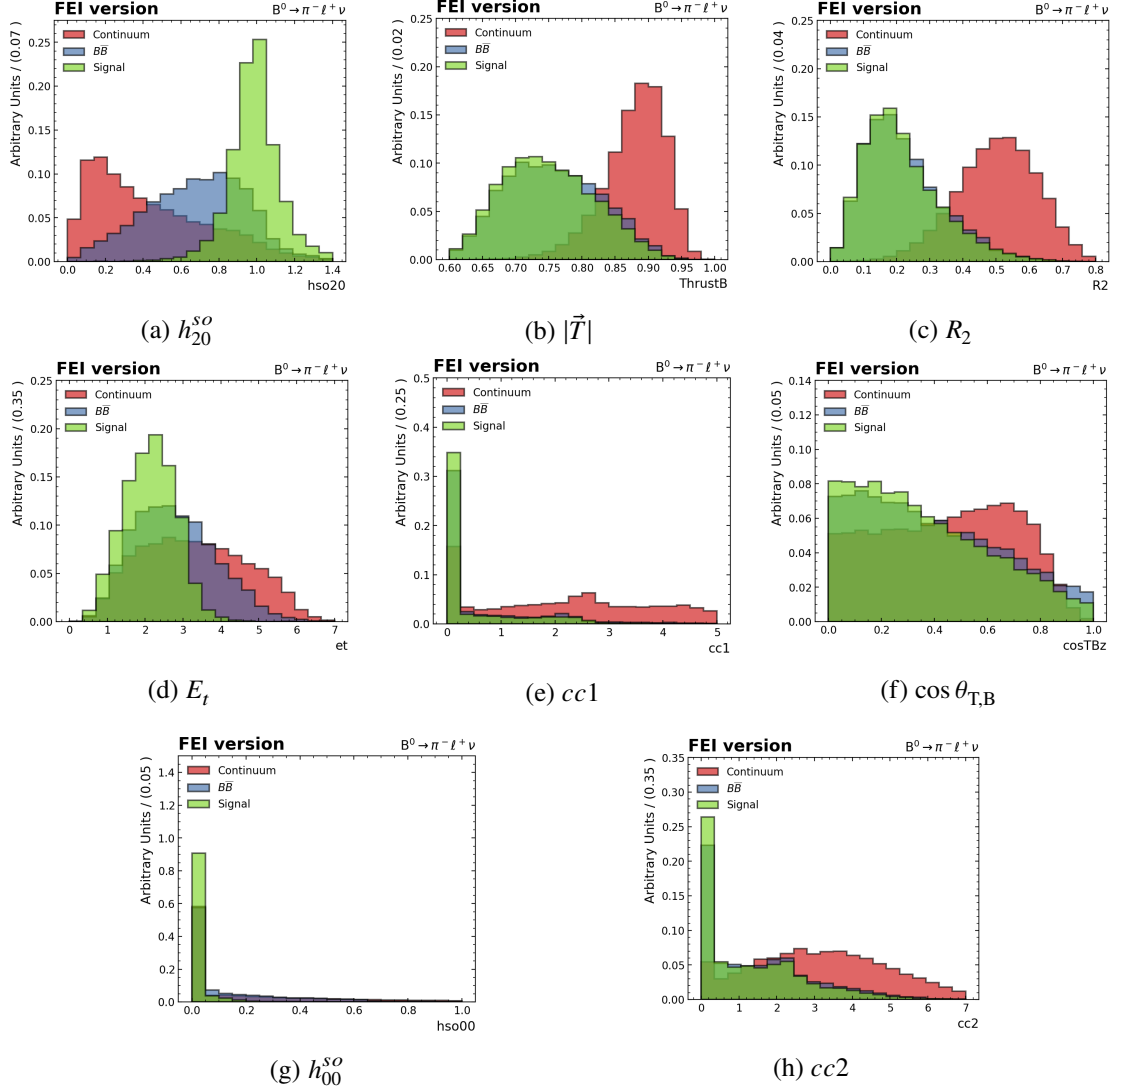 FEI version B⁰ → π⁻ ℓ⁺ ν
Arbitrary Units / (0.07 )
Continuum
BB̅
Signal
0.25
0.20
0.15
0.10
0.05
0.00
0.0 0.2 0.4 0.6 0.8 1.0 1.2 1.4
hso20
(a) h₂₀ˢᵒ
FEI version B⁰ → π⁻ ℓ⁺ ν
Arbitrary Units / (0.02 )
Continuum
BB̅
Signal
0.25
0.20
0.15
0.10
0.05
0.00
0.60 0.65 0.70 0.75 0.80 0.85 0.90 0.95 1.00
ThrustB
(b) |T⃗|
FEI version B⁰ → π⁻ ℓ⁺ ν
Arbitrary Units / (0.04 )
Continuum
BB̅
Signal
0.25
0.20
0.15
0.10
0.05
0.00
0.0 0.1 0.2 0.3 0.4 0.5 0.6 0.7 0.8
R2
(c) R₂
FEI version B⁰ → π⁻ ℓ⁺ ν
Arbitrary Units / (0.35 )
Continuum
BB̅
Signal
0.25
0.20
0.15
0.10
0.05
0.00
0 1 2 3 4 5 6 7
et
(d) Eₜ
FEI version B⁰ → π⁻ ℓ⁺ ν
Arbitrary Units / (0.25 )
Continuum
BB̅
Signal
0.5
0.4
0.3
0.2
0.1
0.0
0 1 2 3 4 5
cc1
(e) cc1
FEI version B⁰ → π⁻ ℓ⁺ ν
Arbitrary Units / (0.05 )
Continuum
BB̅
Signal
0.14
0.12
0.10
0.08
0.06
0.04
0.02
0.00
0.0 0.2 0.4 0.6 0.8 1.0
cosTBz
(f) cos θ_T,B
FEI version B⁰ → π⁻ ℓ⁺ ν
Arbitrary Units / (0.05 )
Continuum
BB̅
Signal
1.4
1.2
1.0
0.8
0.6
0.4
0.2
0.0
0.0 0.2 0.4 0.6 0.8 1.0
hso00
(g) h₀₀ˢᵒ
FEI version B⁰ → π⁻ ℓ⁺ ν
Arbitrary Units / (0.35 )
Continuum
BB̅
Signal
0.35
0.30
0.25
0.20
0.15
0.10
0.05
0.00
0 1 2 3 4 5 6 7
cc2
(h) cc2